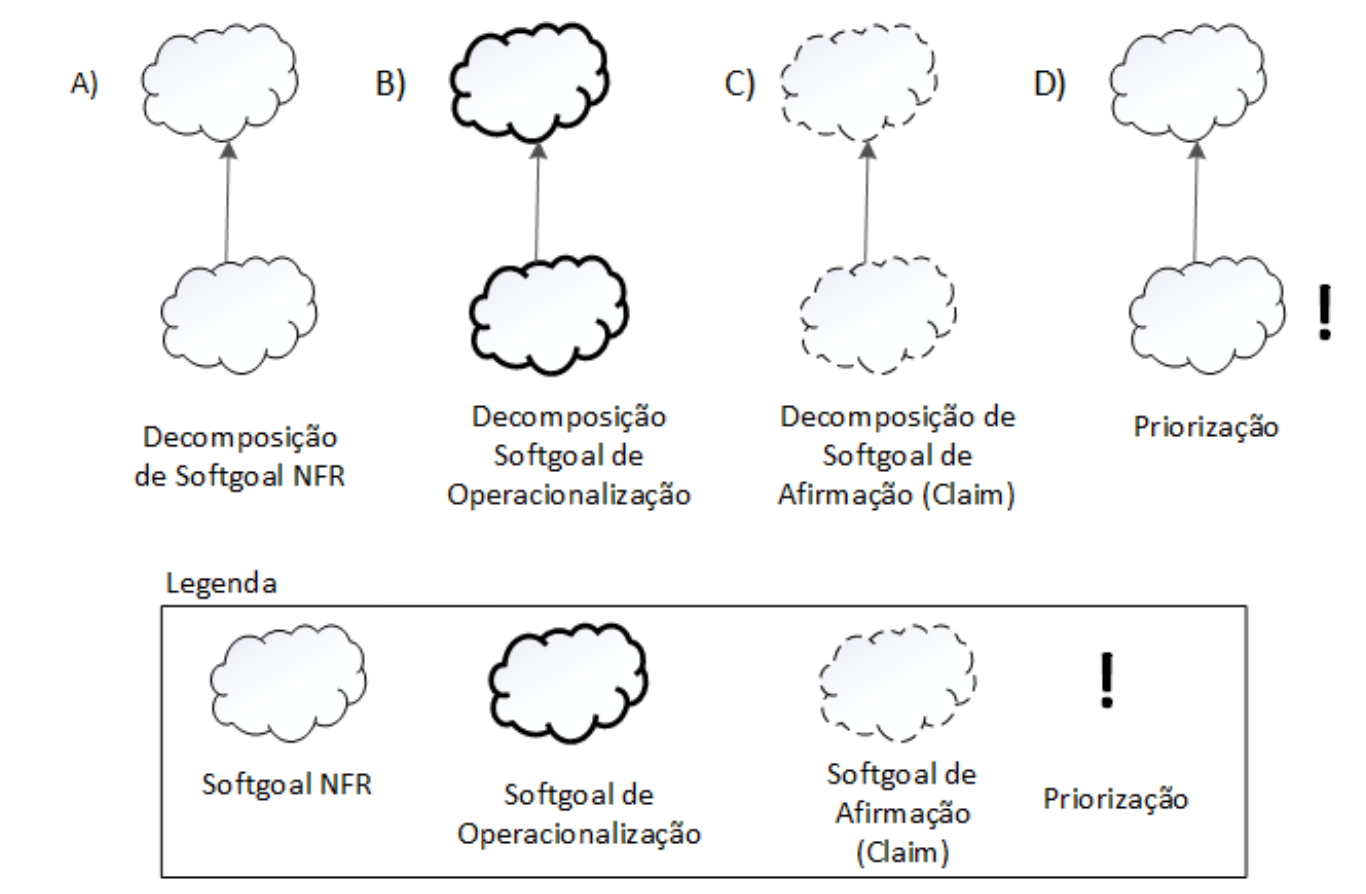 A)
B)
C)
D)
!
Decomposição
de Softgoal NFR
Decomposição
Softgoal de
Operacionalização
Decomposição de
Softgoal de
Afirmação (Claim)
Priorização
Legenda
!
Softgoal NFR
Softgoal de
Operacionalização
Softgoal de
Afirmação
(Claim)
Priorização